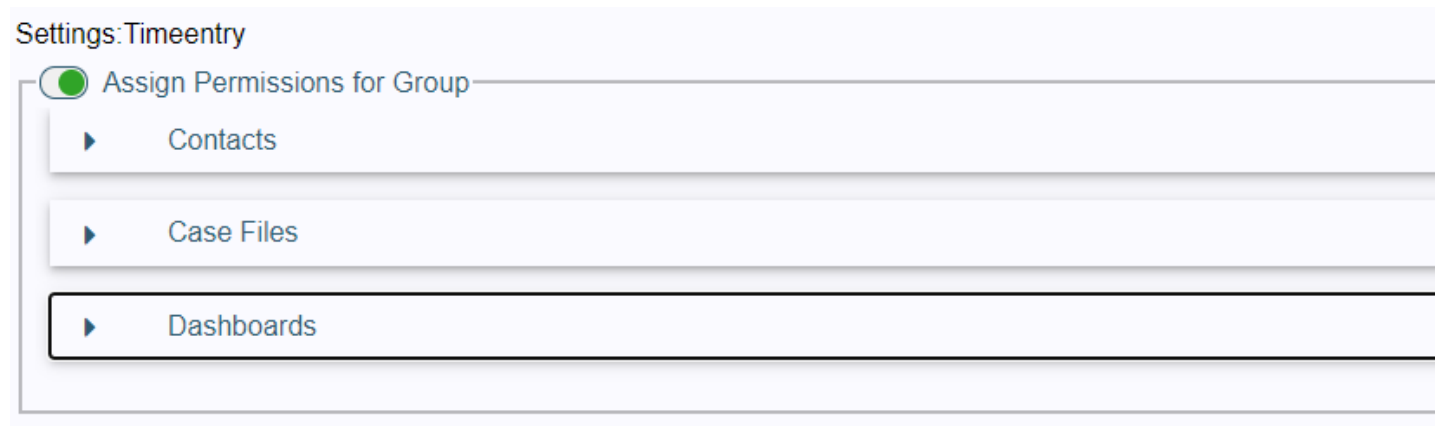 Settings:Timeentry
Assign Permissions for Group
Contacts
Case Files
Dashboards